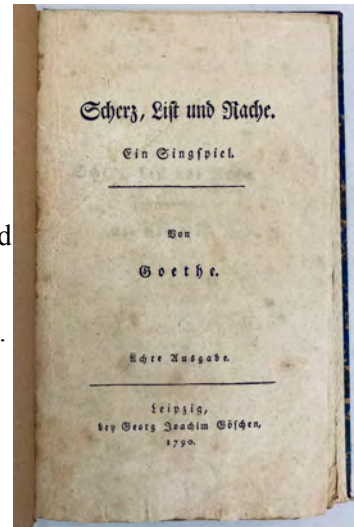 Scherz, List und Rache.
Ein Singspiel.
Von
d
Goethe.
.
Ächte Ausgabe.
Leipzig,
bey Georg Joachim Göschen,
1790.